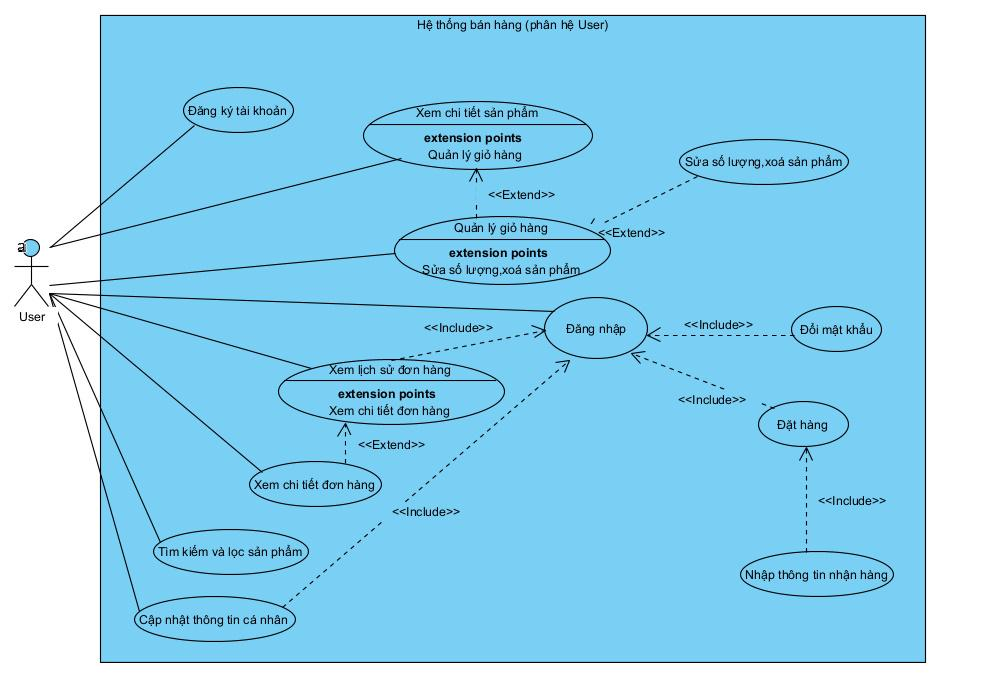 Hệ thống bán hàng (phân hệ User)
Đăng ký tài khoản
Xem chi tiết sản phẩm
extension points
Quản lý giỏ hàng
Sửa số lượng,xoá sản phẩm
<<Extend>>
Quản lý giỏ hàng
<<Extend>>
extension points
Sửa số lượng,xoá sản phẩm
a
User
Đăng nhập
<<Include>>
<<Include>>
Đổi mật khẩu
Xem lịch sử đơn hàng
extension points
Xem chi tiết đơn hàng
<<Include>>
Đặt hàng
<<Extend>>
Xem chi tiết đơn hàng
<<Include>>
<<Include>>
Tìm kiếm và lọc sản phẩm
Nhập thông tin nhận hàng
Cập nhật thông tin cá nhân